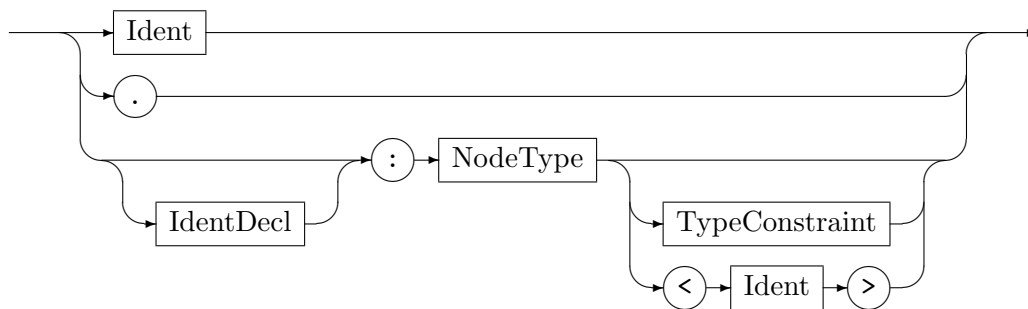 Ident
.
: NodeType
IdentDecl TypeConstraint
< Ident >